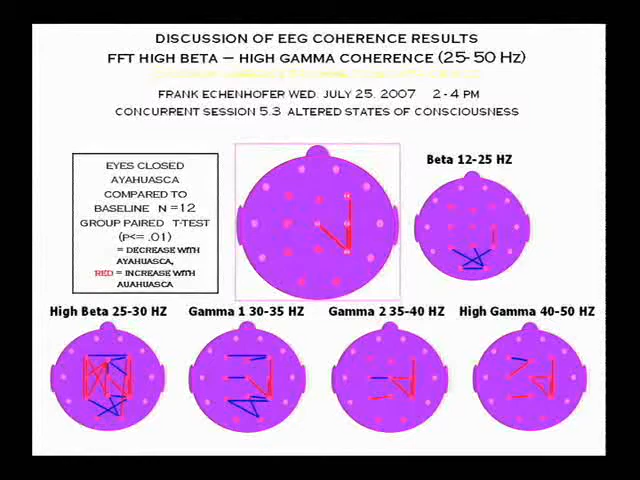 DISCUSSION OF EEG COHERENCE RESULTS
FFT HIGH BETA – HIGH GAMMA COHERENCE (25- 50 Hz)
FRANK ECHENHOFER WED. JULY 25, 2007 2 - 4 PM
CONCURRENT SESSION 5.3 ALTERED STATES OF CONSCIOUSNESS
EYES CLOSED
AYAHUASCA
COMPARED TO
BASELINE N =12
GROUP PAIRED T-TEST
(P<= .01)
= DECREASE WITH
AYAHUASCA,
RED = INCREASE WITH
AUAHUASCA
Beta 12-25 HZ
High Beta 25-30 HZ
Gamma 1 30-35 HZ
Gamma 2 35-40 HZ
High Gamma 40-50 HZ